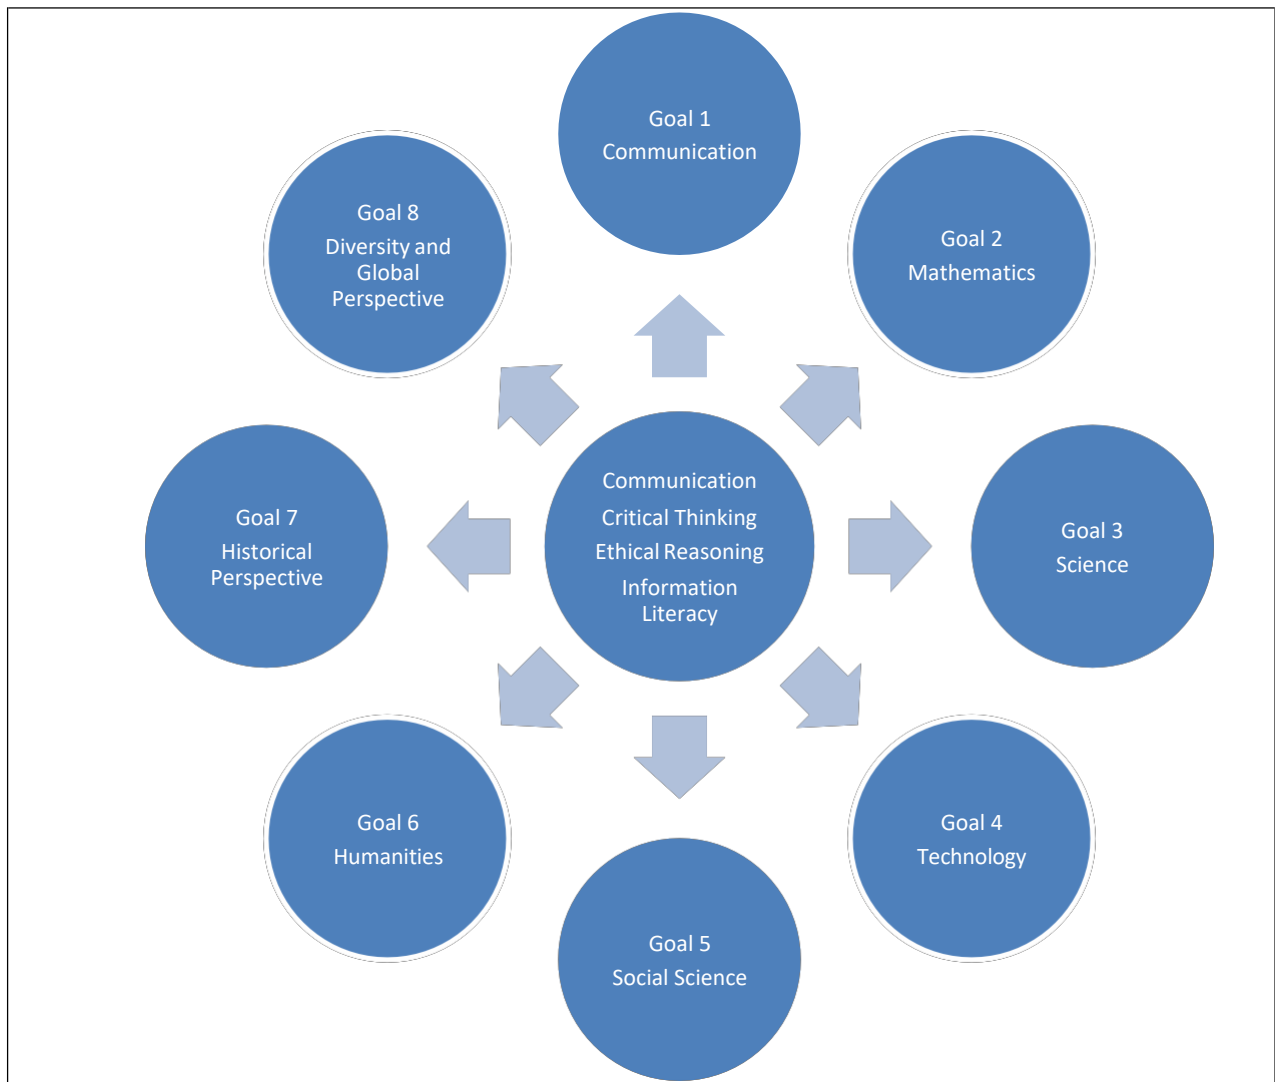 Goal 1
Communication
Goal 8
Diversity and
Global
Perspective
Goal 2
Mathematics
Goal 7
Historical
Perspective
Communication
Critical Thinking
Ethical Reasoning
Information
Literacy
Goal 3
Science
Goal 6
Humanities
Goal 4
Technology
Goal 5
Social Science